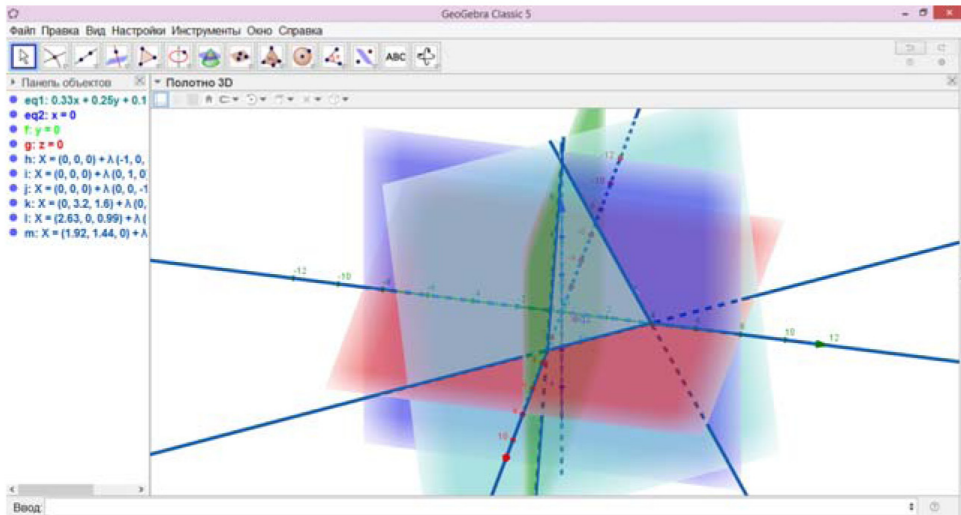 GeoGebra Classic 5
Файл Правка Вид Настройки Инструменты Окно Справка
ABC
Панель объектов
Полотно 3D
eq1: 0.33x + 0.25y + 0.1
eq2: x = 0
f: y = 0
g: z = 0
h: X = (0, 0, 0) + λ (-1, 0,
i: X = (0, 0, 0) + λ (0, 1, 0
j: X = (0, 0, 0) + λ (0, 0, -1
k: X = (0, 3.2, 1.6) + λ (0,
l: X = (2.63, 0, 0.99) + λ (
m: X = (1.92, 1.44, 0) + λ
-12
-10
-12
-10
8
10
12
10
Ввод: